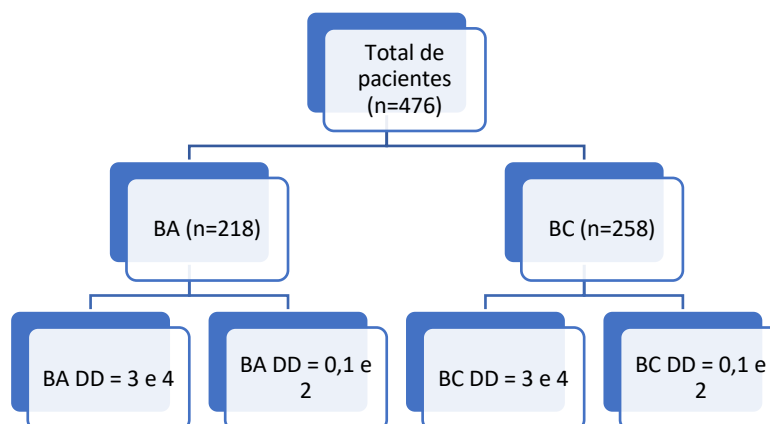 Total de
pacientes
(n=476)
BA (n=218)
BC (n=258)
BA DD = 3 e 4
BA DD = 0,1 e
2
BC DD = 3 e 4
BC DD = 0,1 e
2